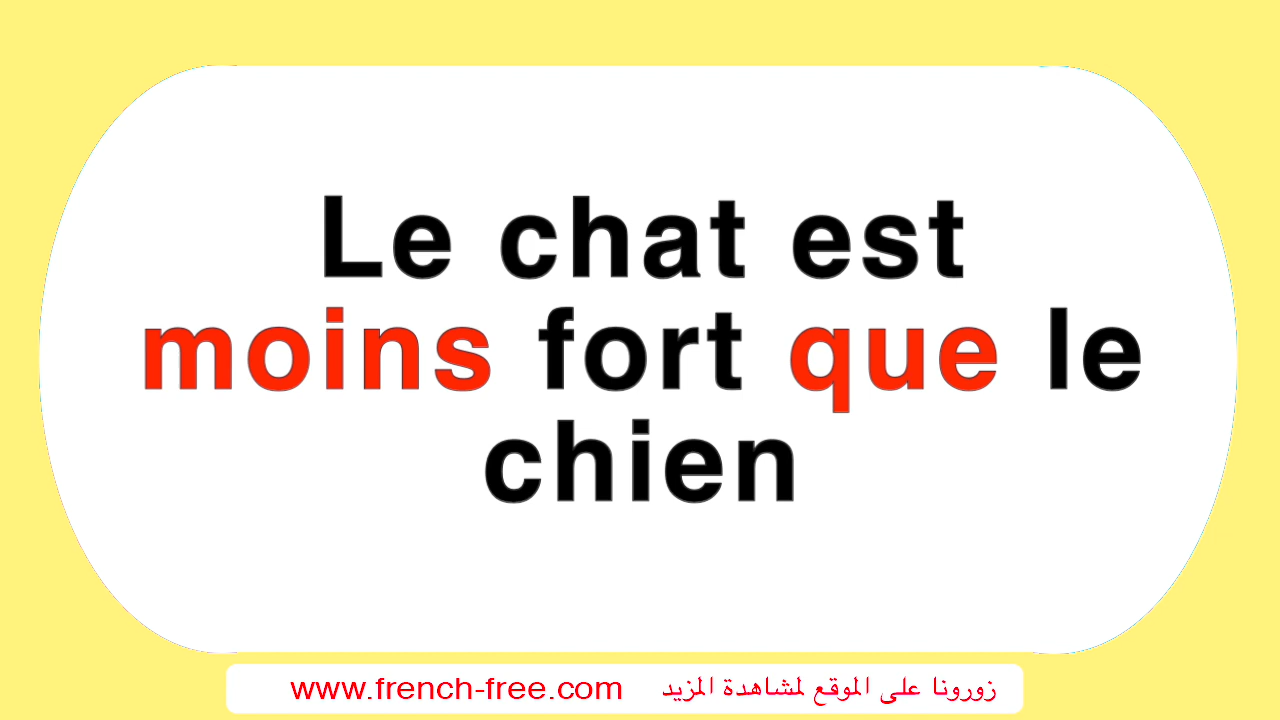 Le chat est
moins fort que le
chien
www.french-free.com زورونا على الموقع لمشاهدة المزيد